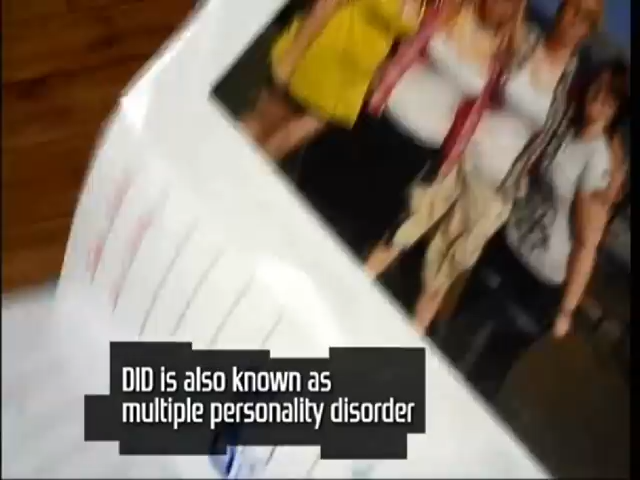 DID is also known as
multiple personality disorder